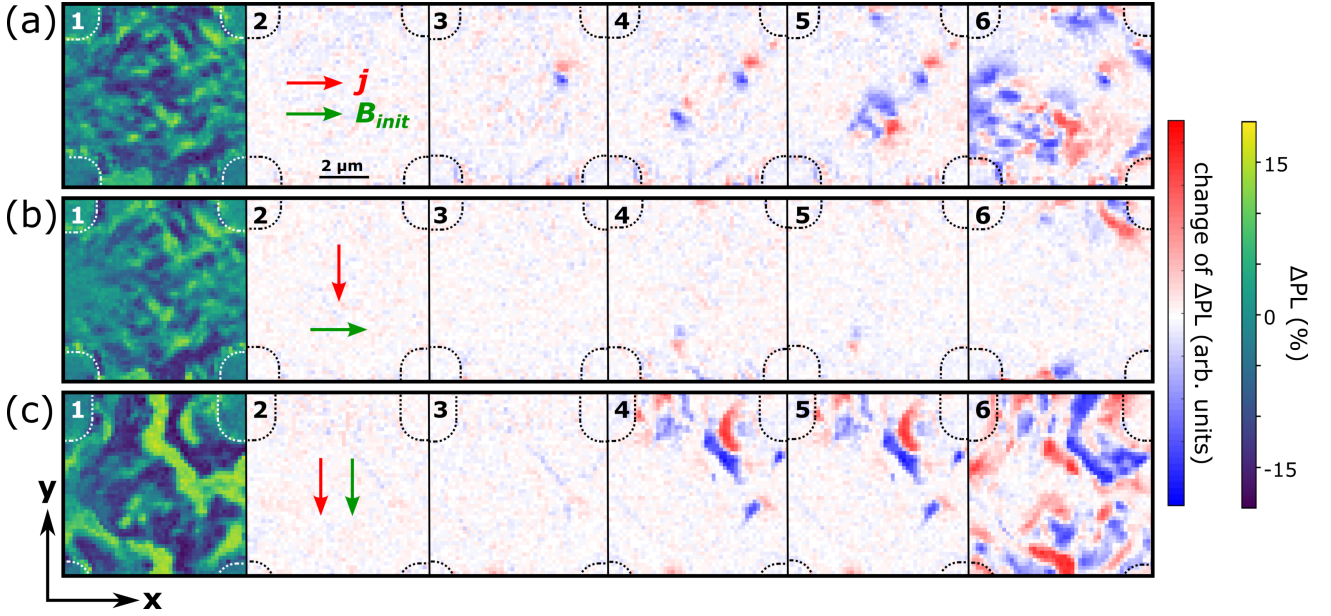 (a)
1 2 3 4 5 6
j
B_init
2 μm
(b)
1 2 3 4 5 6
(c)
1 2 3 4 5 6
y
x
change of ΔPL (arb. units)
15
0
-15
ΔPL (%)